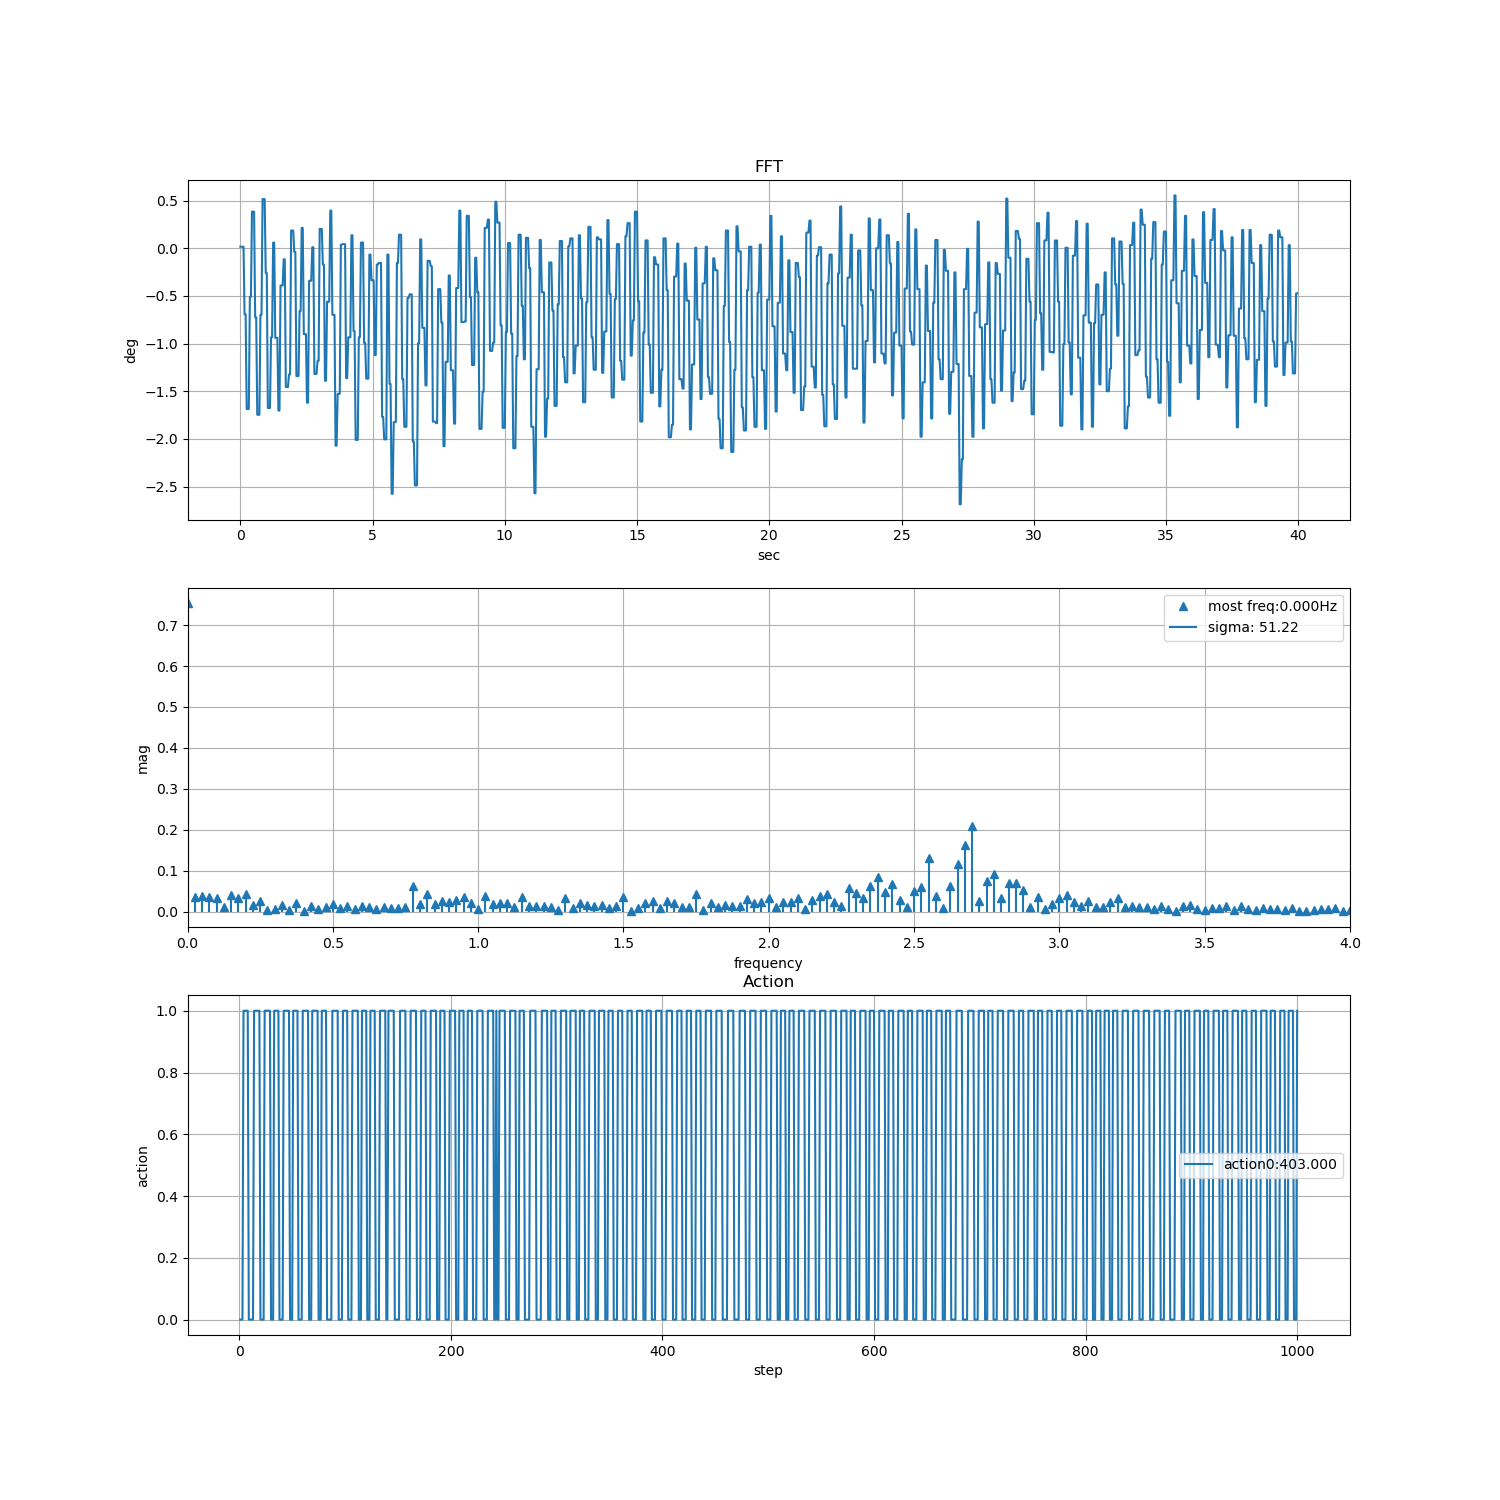 FFT
0.5
0.0
−0.5
−1.0
−1.5
−2.0
−2.5
deg
0 5 10 15 20 25 30 35 40
sec
most freq:0.000Hz
sigma: 51.22
0.7
0.6
0.5
0.4
0.3
0.2
0.1
0.0
mag
0.0 0.5 1.0 1.5 2.0 2.5 3.0 3.5 4.0
frequency
Action
1.0
0.8
0.6
0.4
0.2
0.0
action
action0:403.000
0 200 400 600 800 1000
step